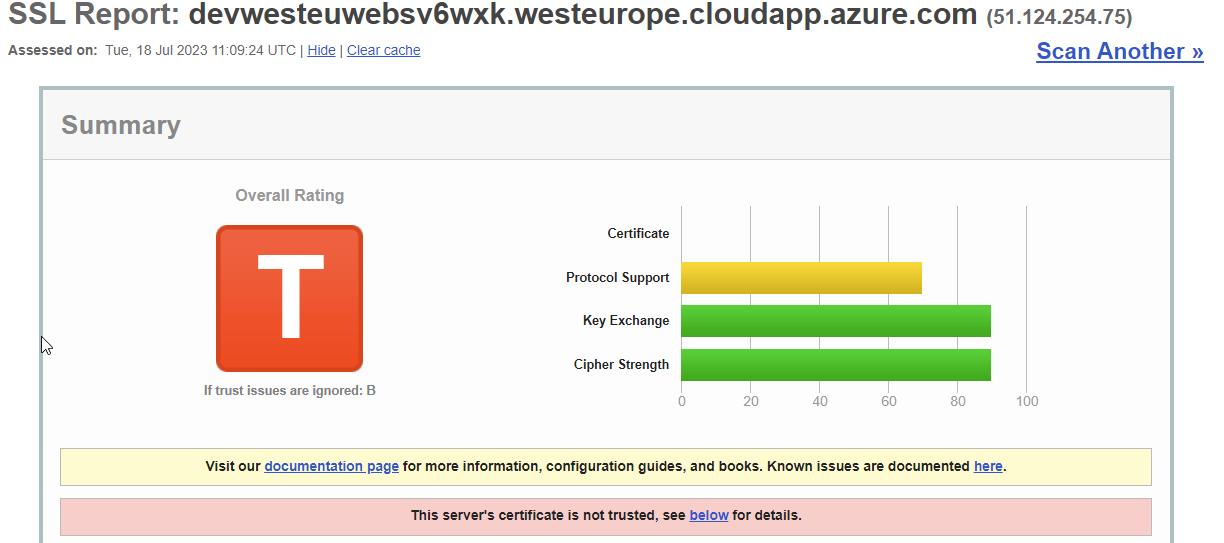 SSL Report: devwesteuwebsv6wxk.westeurope.cloudapp.azure.com (51.124.254.75)
Assessed on: Tue, 18 Jul 2023 11:09:24 UTC | Hide | Clear cache
Scan Another »
Summary
Overall Rating
T
If trust issues are ignored: B
Certificate
Protocol Support
Key Exchange
Cipher Strength
0 20 40 60 80 100
Visit our documentation page for more information, configuration guides, and books. Known issues are documented here.
This server's certificate is not trusted, see below for details.